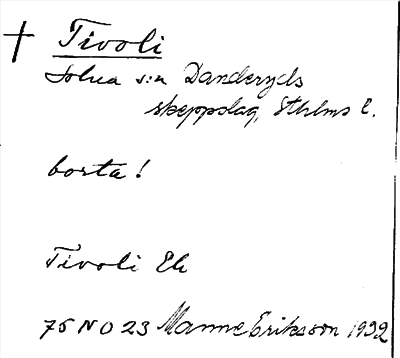 † Tivoli
Solna s:n Danderyds
skeppslag, Sthlms l.
borta!
Tivoli Ek
75 NO 23 Manne Eriksson 1932